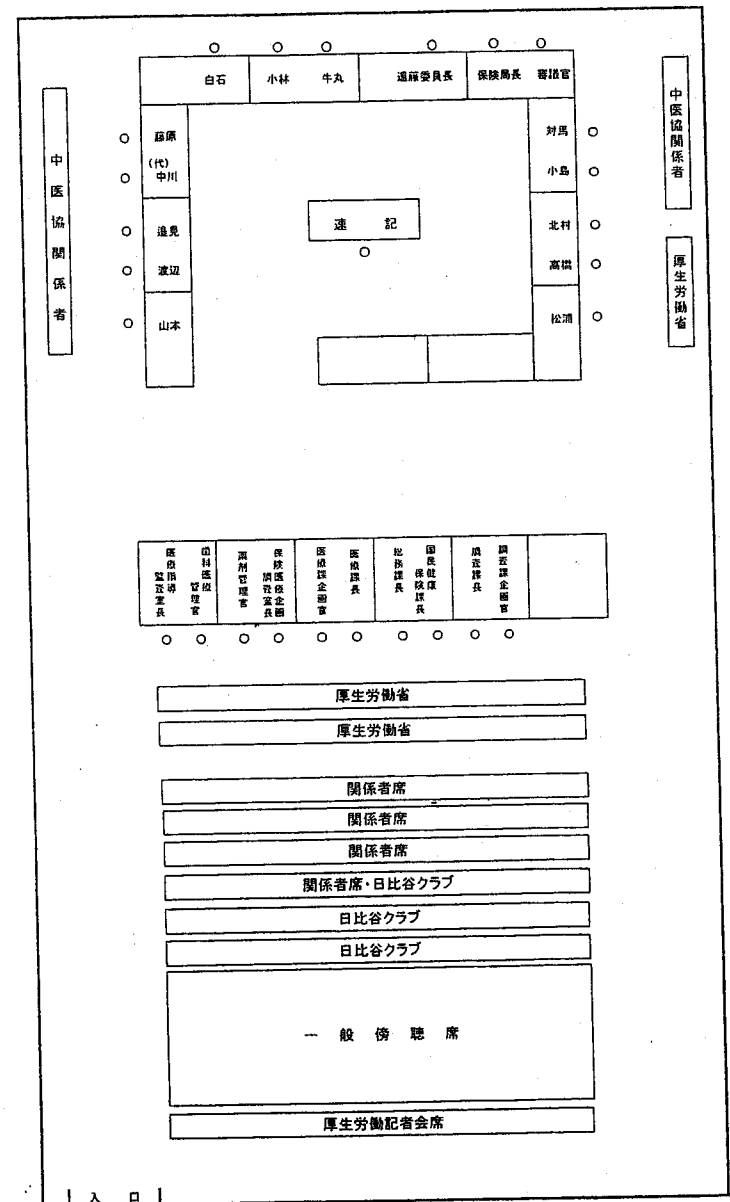 白石
小林 牛丸
遠藤委員長
保険局長 審議官
中医協関係者
藤原
(代)
中川
邉見
渡辺
山本
速 記
対馬
小島
北村
高橋
松浦
中医協関係者
厚生労働省
医療指導監査室長
歯科医療管理官
薬剤管理官
保険医療企画調査室長
医療課企画官
医療課長
総務課長
国民健康保険課長
調査課長
調査課企画官
厚生労働省
厚生労働省
関係者席
関係者席
関係者席
関係者席・日比谷クラブ
日比谷クラブ
日比谷クラブ
一 般 傍 聴 席
厚生労働記者会席
入 口